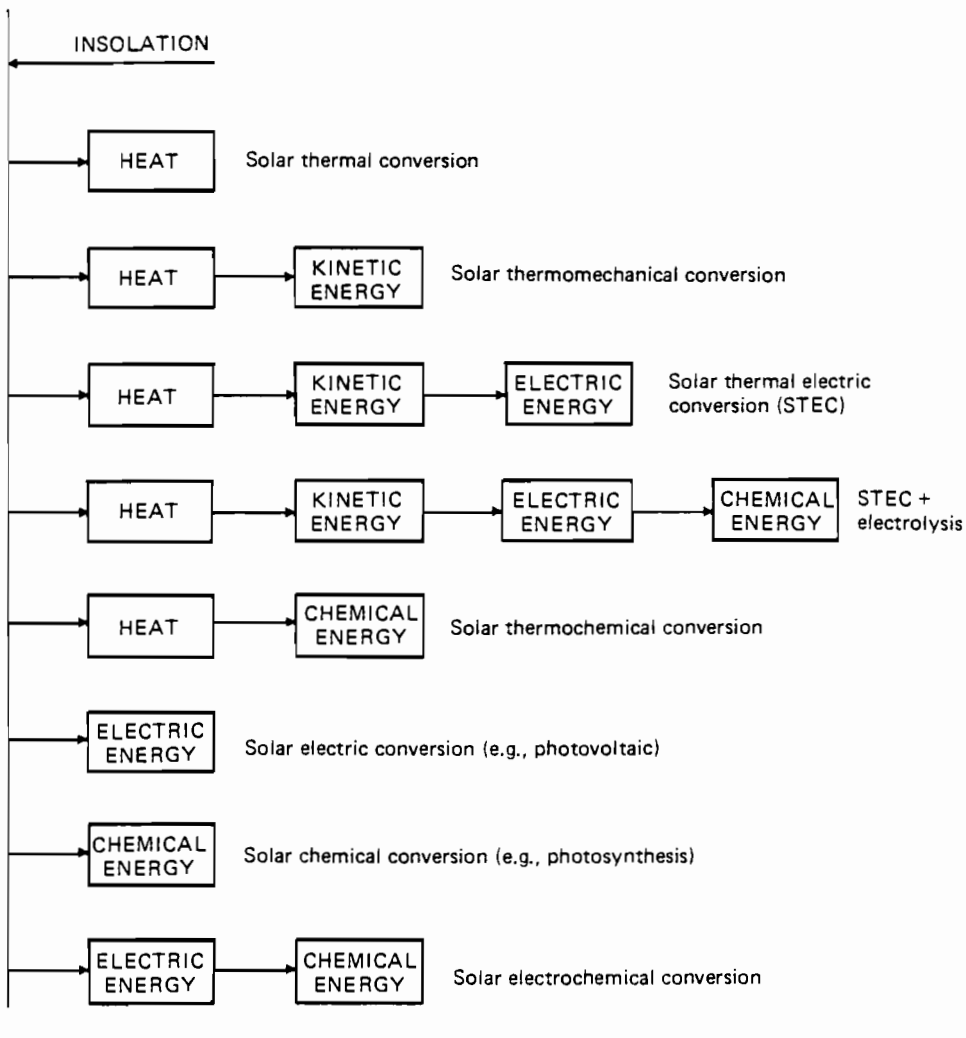 INSOLATION
HEAT
Solar thermal conversion
HEAT
KINETIC
ENERGY
Solar thermomechanical conversion
HEAT
KINETIC
ENERGY
ELECTRIC
ENERGY
Solar thermal electric
conversion (STEC)
HEAT
KINETIC
ENERGY
ELECTRIC
ENERGY
CHEMICAL
ENERGY
STEC +
electrolysis
HEAT
CHEMICAL
ENERGY
Solar thermochemical conversion
ELECTRIC
ENERGY
Solar electric conversion (e.g., photovoltaic)
CHEMICAL
ENERGY
Solar chemical conversion (e.g., photosynthesis)
ELECTRIC
ENERGY
CHEMICAL
ENERGY
Solar electrochemical conversion